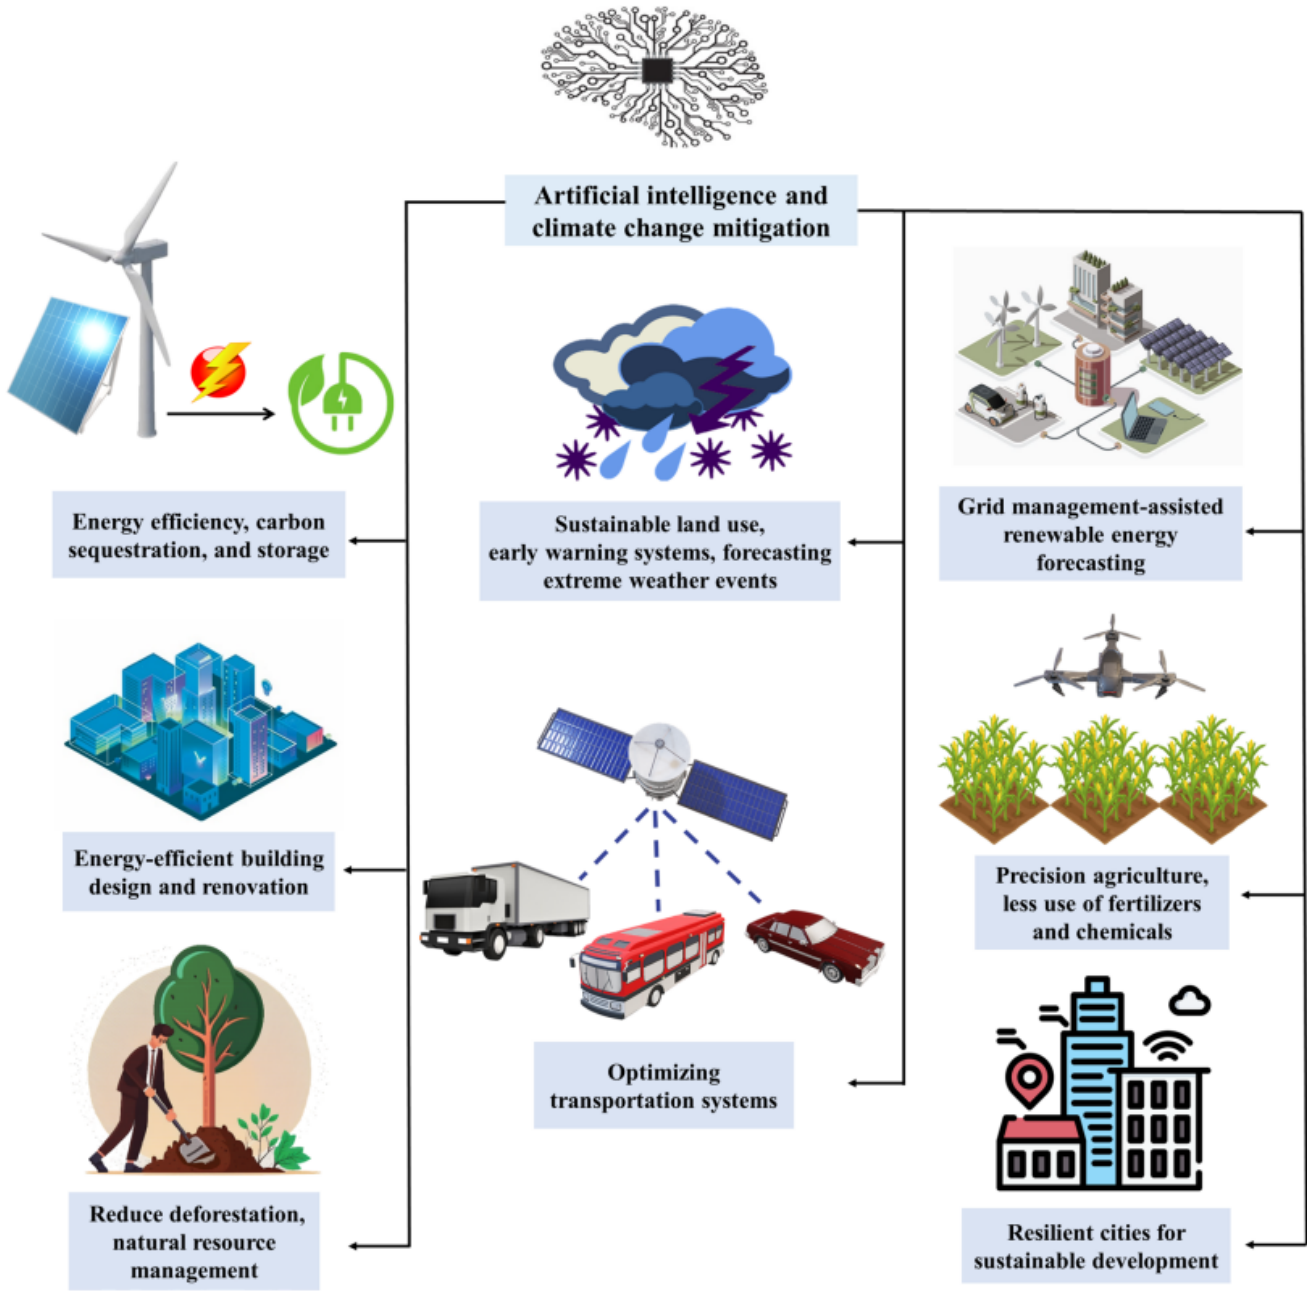 Artificial intelligence and
climate change mitigation
Energy efficiency, carbon
sequestration, and storage
Sustainable land use,
early warning systems, forecasting
extreme weather events
Grid management-assisted
renewable energy
forecasting
Energy-efficient building
design and renovation
Optimizing
transportation systems
Precision agriculture,
less use of fertilizers
and chemicals
Reduce deforestation,
natural resource
management
Resilient cities for
sustainable development